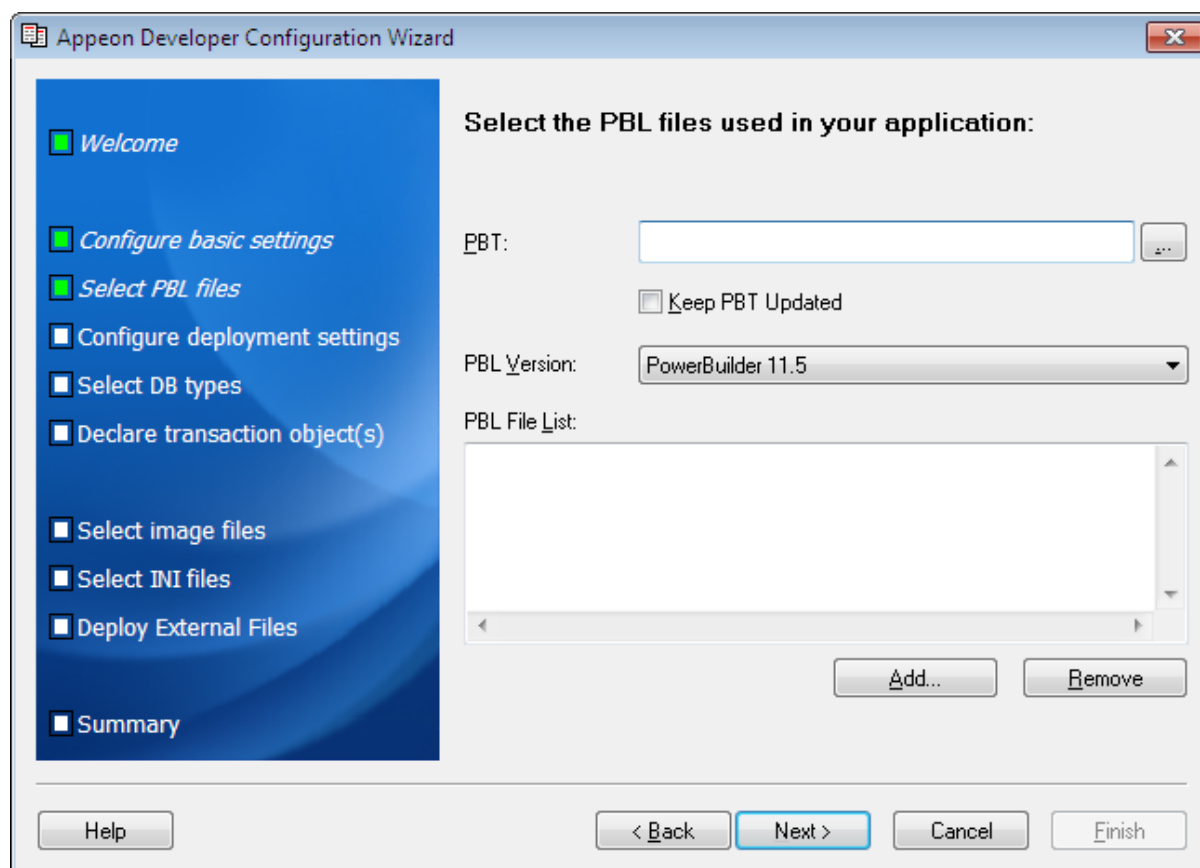 Appeon Developer Configuration Wizard
Welcome
Configure basic settings
Select PBL files
Configure deployment settings
Select DB types
Declare transaction object(s)
Select image files
Select INI files
Deploy External Files
Summary
Select the PBL files used in your application:
PBT:
...
Keep PBT Updated
PBL Version:
PowerBuilder 11.5
PBL File List:
Add...
Remove
Help
< Back
Next >
Cancel
Finish